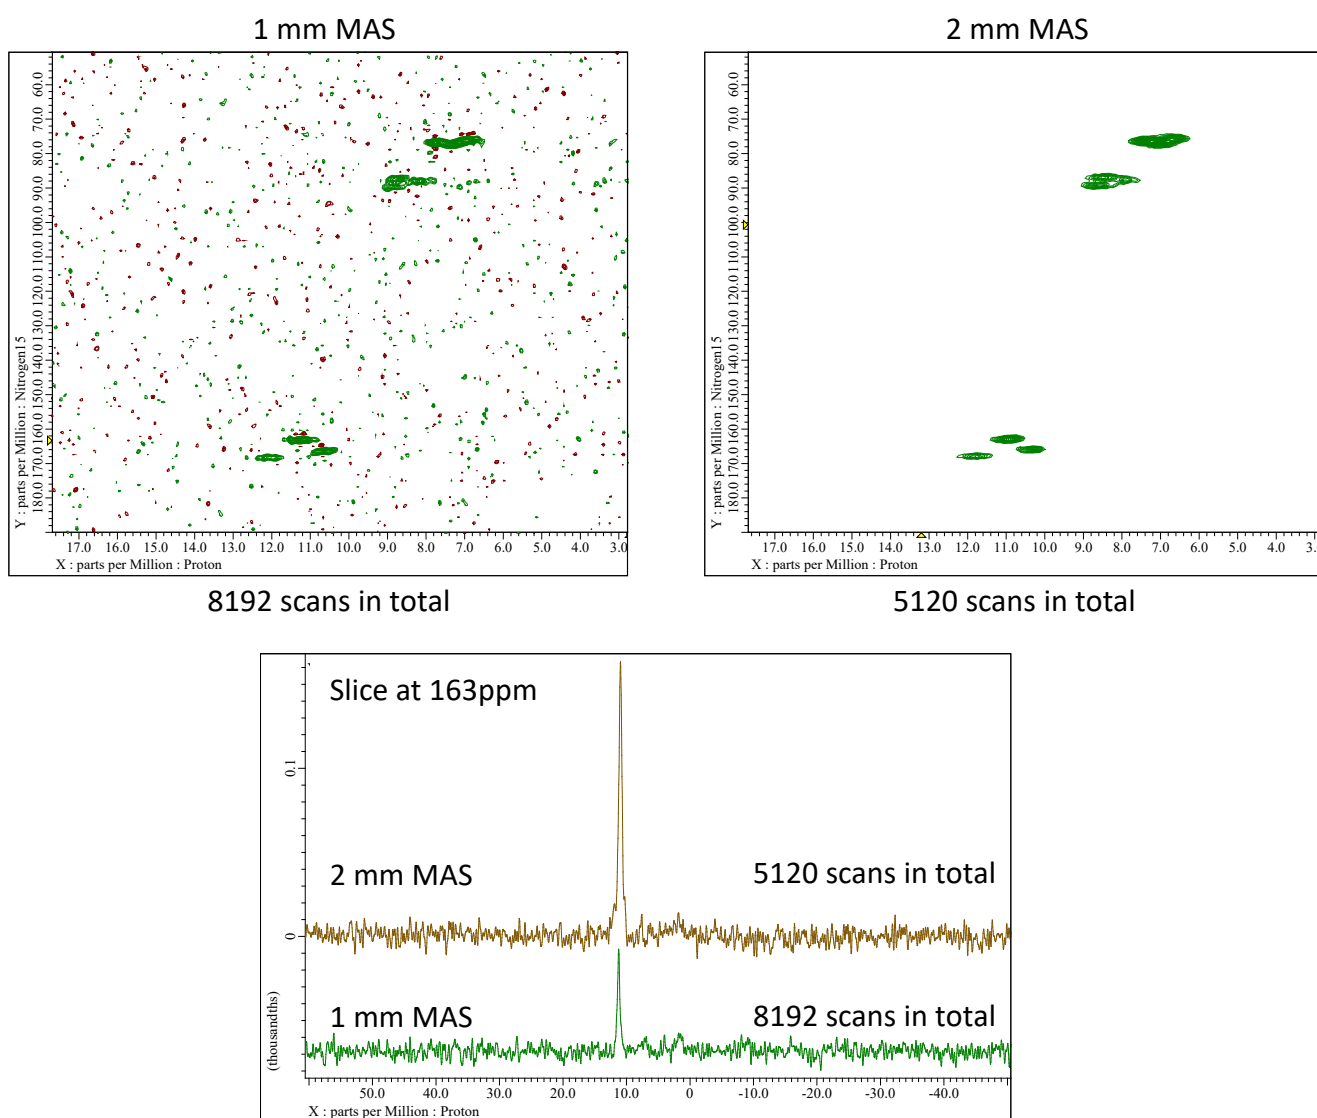 1 mm MAS
2 mm MAS
Y : parts per Million : Nitrogen15
60.0 70.0 80.0 90.0 100.0 110.0 120.0 130.0 140.0 150.0 160.0 170.0 180.0
17.0 16.0 15.0 14.0 13.0 12.0 11.0 10.0 9.0 8.0 7.0 6.0 5.0 4.0 3.0
X : parts per Million : Proton
Y : parts per Million : Nitrogen15
60.0 70.0 80.0 90.0 100.0 110.0 120.0 130.0 140.0 150.0 160.0 170.0 180.0
17.0 16.0 15.0 14.0 13.0 12.0 11.0 10.0 9.0 8.0 7.0 6.0 5.0 4.0 3.
X : parts per Million : Proton
8192 scans in total
5120 scans in total
Slice at 163ppm
0.1
2 mm MAS
5120 scans in total
0
1 mm MAS
8192 scans in total
(thousandths)
50.0 40.0 30.0 20.0 10.0 0 -10.0 -20.0 -30.0 -40.0
X : parts per Million : Proton